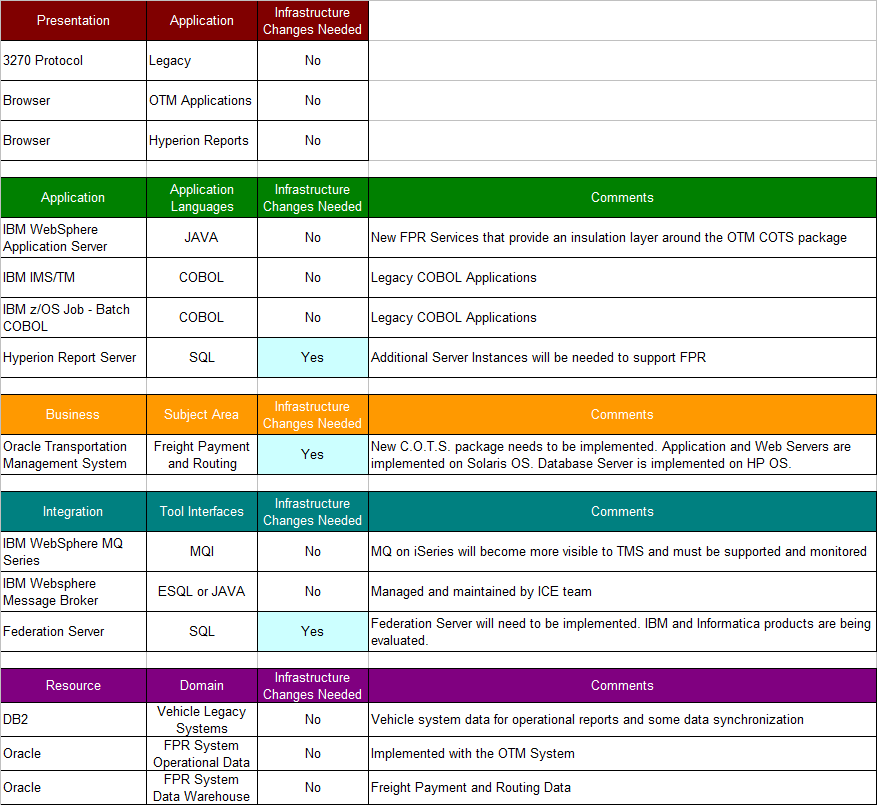 Presentation Application Infrastructure
Changes Needed
3270 Protocol Legacy No
Browser OTM Applications No
Browser Hyperion Reports No
Application Application
Languages Infrastructure
Changes Needed Comments
IBM WebSphere
Application Server JAVA No New FPR Services that provide an insulation layer around the OTM COTS package
IBM IMS/TM COBOL No Legacy COBOL Applications
IBM z/OS Job - Batch
COBOL COBOL No Legacy COBOL Applications
Hyperion Report Server SQL Yes Additional Server Instances will be needed to support FPR
Business Subject Area Infrastructure
Changes Needed Comments
Oracle Transportation
Management System Freight Payment
and Routing Yes New C.O.T.S. package needs to be implemented. Application and Web Servers are
implemented on Solaris OS. Database Server is implemented on HP OS.
Integration Tool Interfaces Infrastructure
Changes Needed Comments
IBM WebSphere MQ
Series MQI No MQ on iSeries will become more visible to TMS and must be supported and monitored
IBM Websphere
Message Broker ESQL or JAVA No Managed and maintained by ICE team
Federation Server SQL Yes Federation Server will need to be implemented. IBM and Informatica products are being
evaluated.
Resource Domain Infrastructure
Changes Needed Comments
DB2 Vehicle Legacy
Systems No Vehicle system data for operational reports and some data synchronization
Oracle FPR System
Operational Data No Implemented with the OTM System
Oracle FPR System
Data Warehouse No Freight Payment and Routing Data